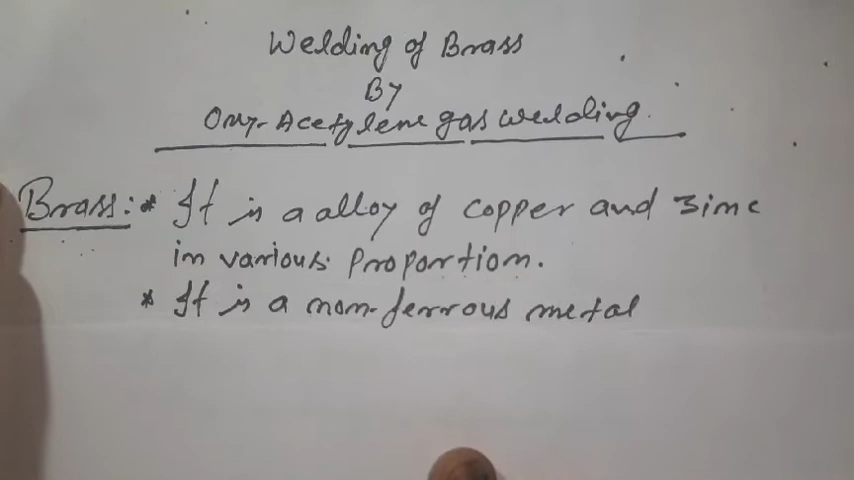 Welding of Brass
By
Oxy-Acetylene gas welding.
Brass: * It is a alloy of copper and zinc
in various proportion.
* It is a non-ferrous metal